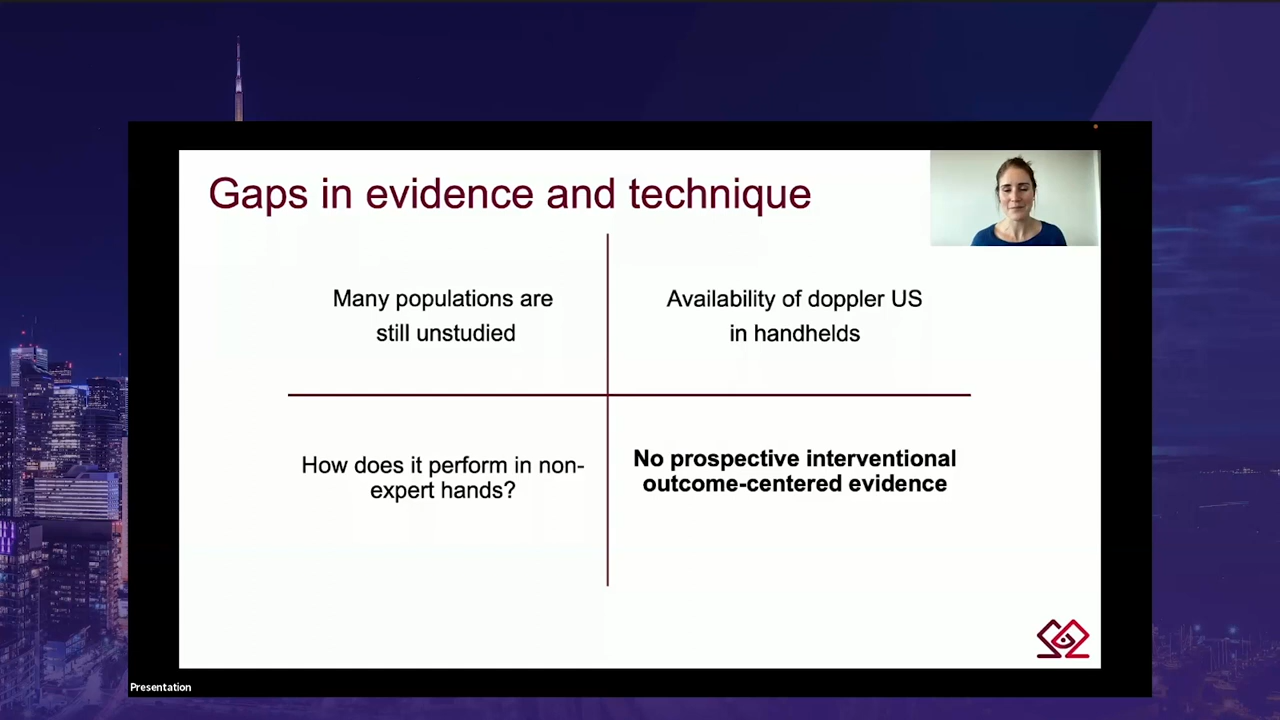 Gaps in evidence and technique
Many populations are
still unstudied
Availability of doppler US
in handhelds
How does it perform in non-
expert hands?
No prospective interventional
outcome-centered evidence
Presentation